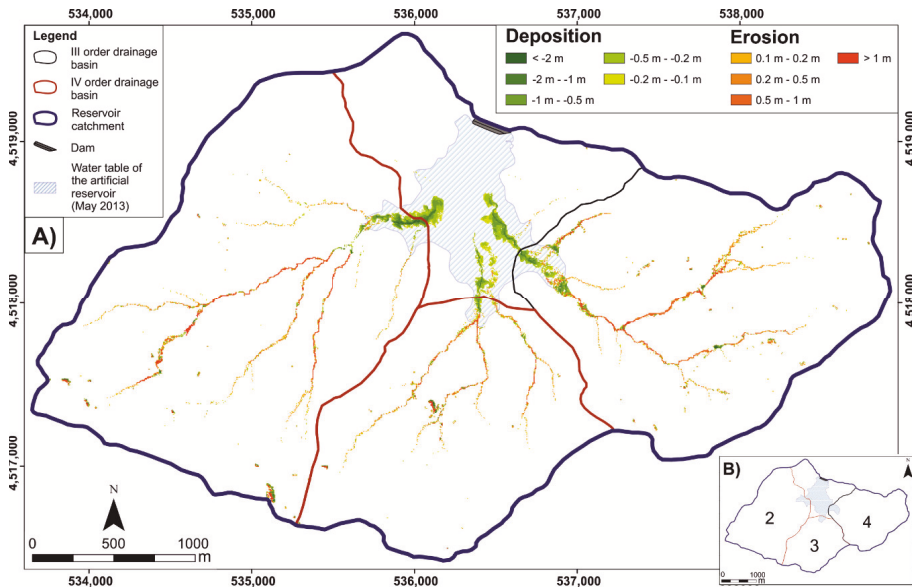 534,000 535,000 536,000 537,000 538,000
Legend
III order drainage
basin
IV order drainage
basin
Reservoir
catchment
Dam
Water table of
the artificial
reservoir
(May 2013)
A)
Deposition
< -2 m
-2 m - -1 m
-1 m - -0.5 m
-0.5 m - -0.2 m
-0.2 m - -0.1 m
Erosion
0.1 m - 0.2 m
0.2 m - 0.5 m
0.5 m - 1 m
> 1 m
4,519,000
4,518,000
4,517,000
4,519,000
4,518,000
N
0 500 1000
m
B)
N
2
3
4
0 1000
m
534,000 535,000 536,000 537,000